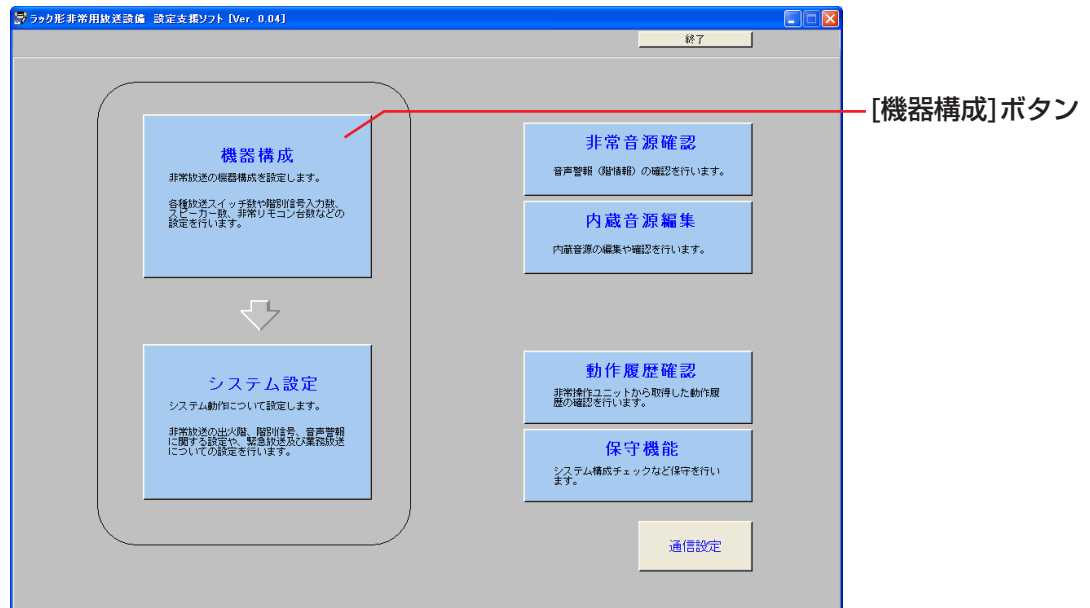 ラック形非常用放送設備 設定支援ソフト [Ver. 0.04]
終了
[機器構成]ボタン
機器構成
非常放送の機器構成を設定します。
各種放送スイッチ数や階別信号入力数、
スピーカー数、非常リモコン台数などの
設定を行います。
システム設定
システム動作について設定します。
非常放送の出火階、階別信号、音声警報
に関する設定や、緊急放送及び業務放送
についての設定を行います。
非常音源確認
音声警報（階情報）の確認を行います。
内蔵音源編集
内蔵音源の編集や確認を行います。
動作履歴確認
非常操作ユニットから取得した動作履
歴の確認を行います。
保守機能
システム構成チェックなど保守を行い
ます。
通信設定